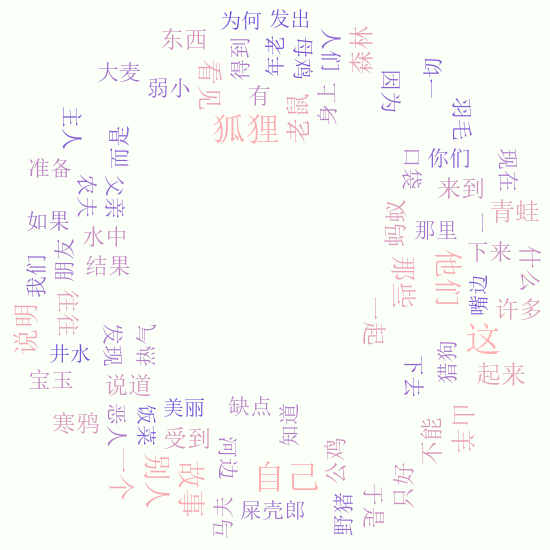 为何
发出
东西
得到
老年
母鸡
人们
森林
大麦
弱小
看见
有
老鼠
身上
因为
一切
羽毛
狐狸
主人
而言
口袋
你们
现在
准备
农夫
父亲
来到
青蛙
如果
水中
蚂蚁
那里
一
下来
什么
我们
朋友
结果
那些
他们
嘴边
许多
说明
往往
一起
这
井水
发现
下去
猎狗
起来
宝玉
说道
美丽
缺点
知道
寒鸦
恶人
饭菜
受到
河边
公鸡
不能
山羊
一个
别人
故事
自己
只好
马夫
屎壳郎
野猪
于是